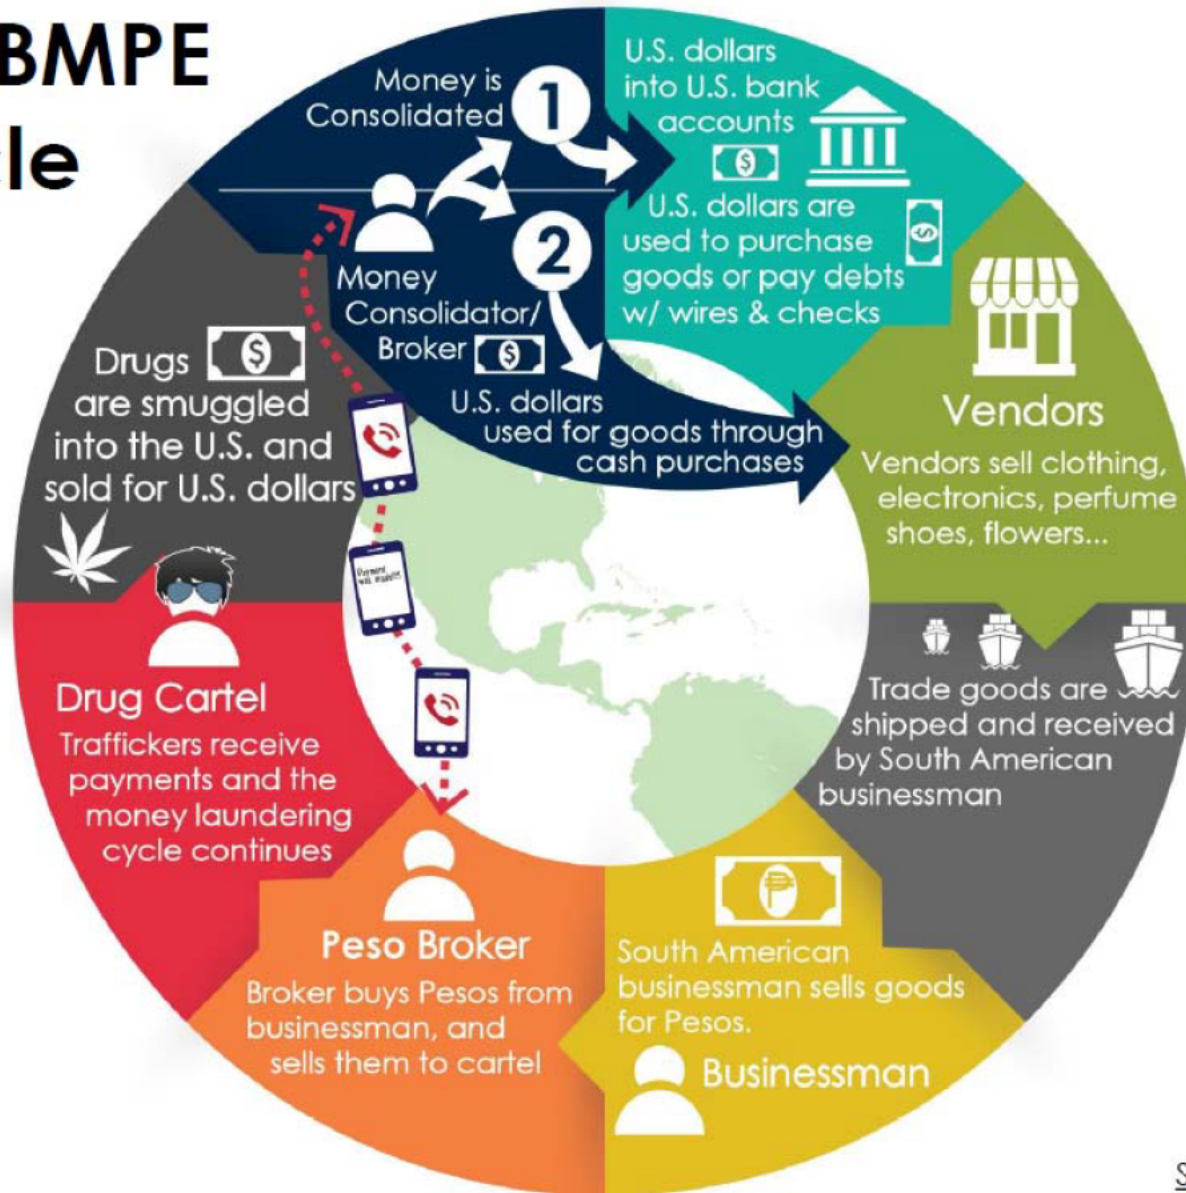 BMPE
cle
Money is
Consolidated
1
U.S. dollars
into U.S. bank
accounts
$
U.S. dollars are
used to purchase
goods or pay debts
w/ wires & checks
$
2
Money
Consolidator/
Broker
$
U.S. dollars
used for goods through
cash purchases
Vendors
Vendors sell clothing,
electronics, perfume
shoes, flowers...
Trade goods are
shipped and received
by South American
businessman
South American
businessman sells goods
for Pesos.
Businessman
Peso Broker
Broker buys Pesos from
businessman, and
sells them to cartel
Drug Cartel
Traffickers receive
payments and the
money laundering
cycle continues
Drugs
$
are smuggled
into the U.S. and
sold for U.S. dollars
Payment
S